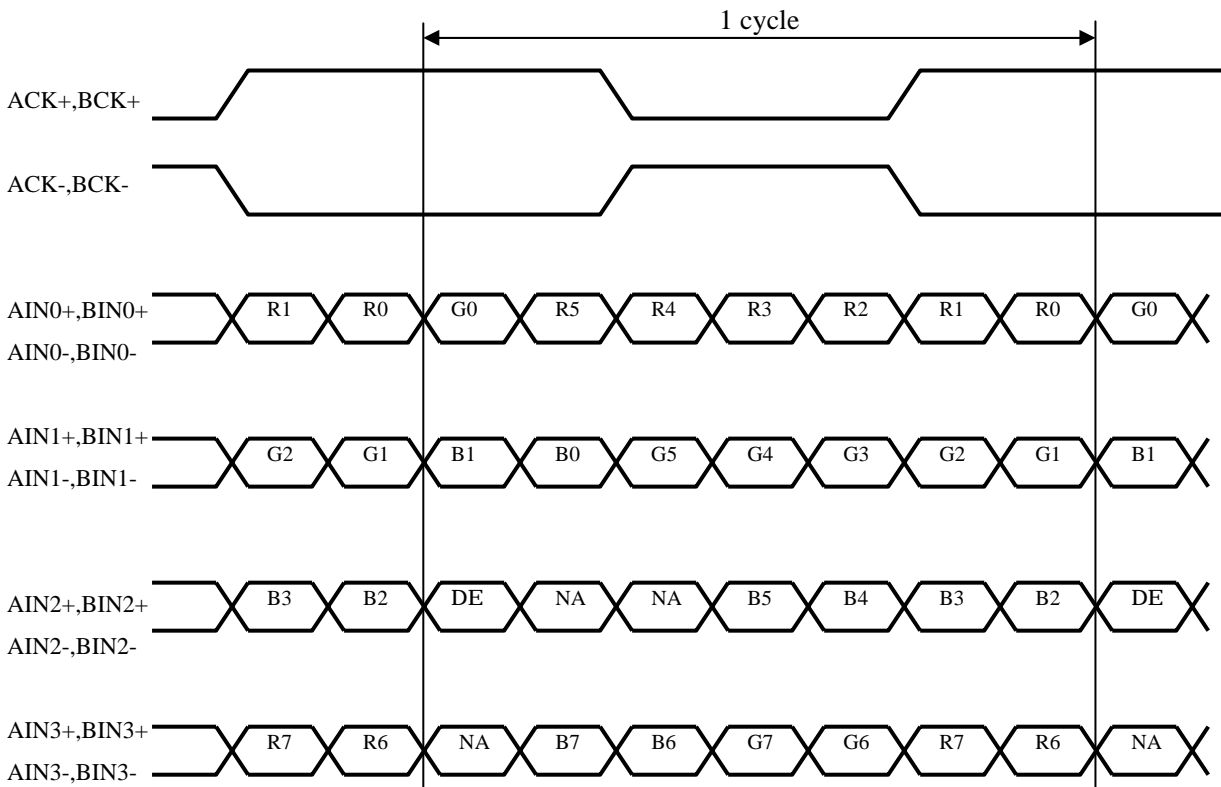 1 cycle
ACK+,BCK+
ACK-,BCK-
AIN0+,BIN0+
R1 R0 G0 R5 R4 R3 R2 R1 R0 G0
AIN0-,BIN0-
AIN1+,BIN1+
G2 G1 B1 B0 G5 G4 G3 G2 G1 B1
AIN1-,BIN1-
AIN2+,BIN2+
B3 B2 DE NA NA B5 B4 B3 B2 DE
AIN2-,BIN2-
AIN3+,BIN3+
R7 R6 NA B7 B6 G7 G6 R7 R6 NA
AIN3-,BIN3-